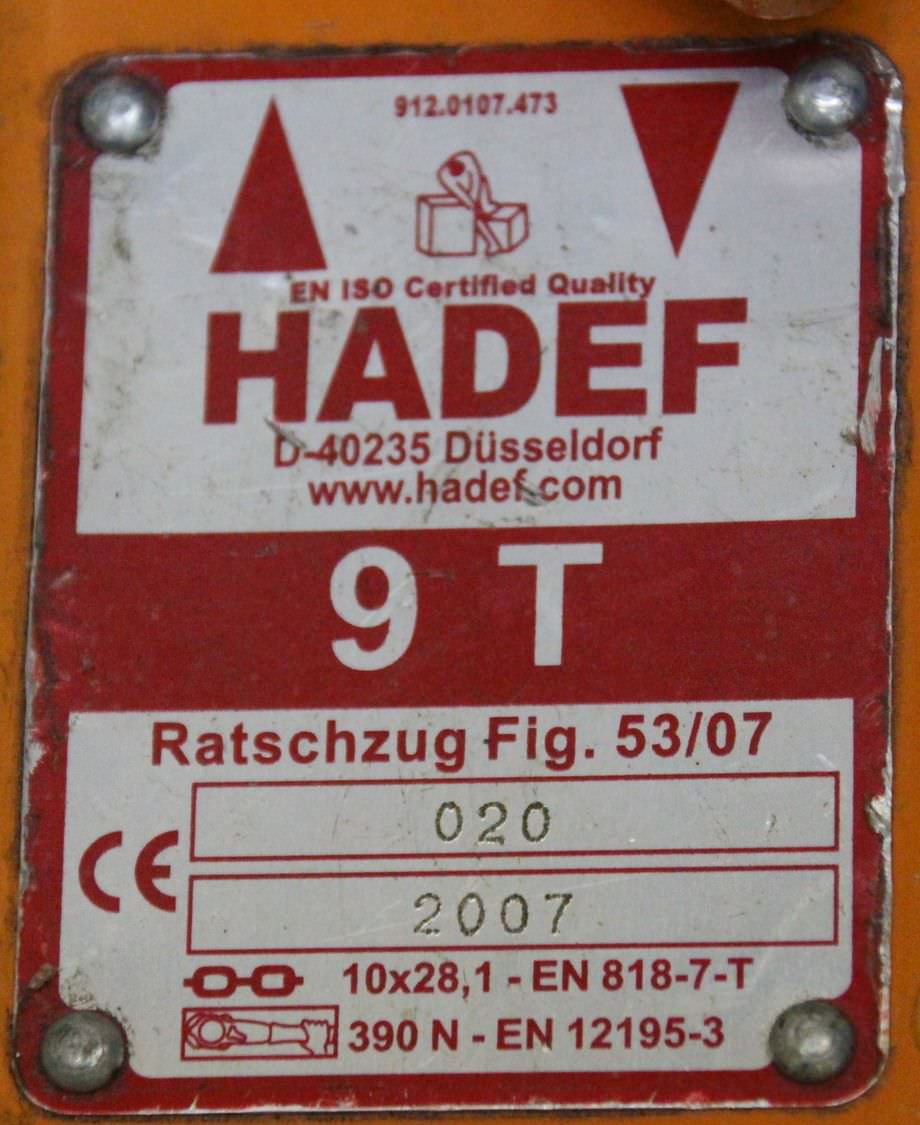 912.0107.473
EN ISO Certified Quality
HADEF
D-40235 Düsseldorf
www.hadef.com
9 T
Ratschzug Fig. 53/07
020
CE
2007
10x28,1 - EN 818-7-T
390 N - EN 12195-3